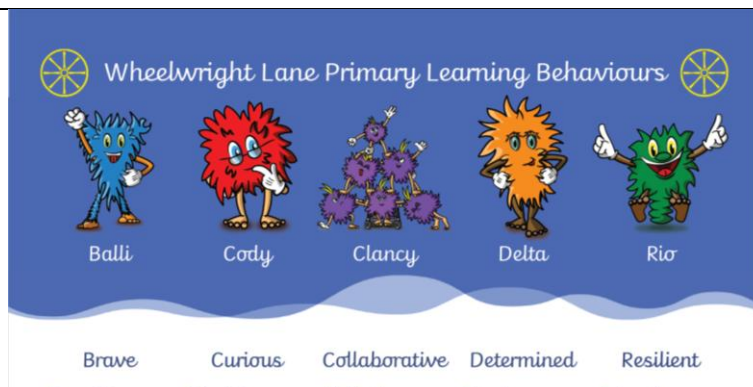 Wheelwright Lane Primary Learning Behaviours
Balli Cody Clancy Delta Rio
Brave Curious Collaborative Determined Resilient